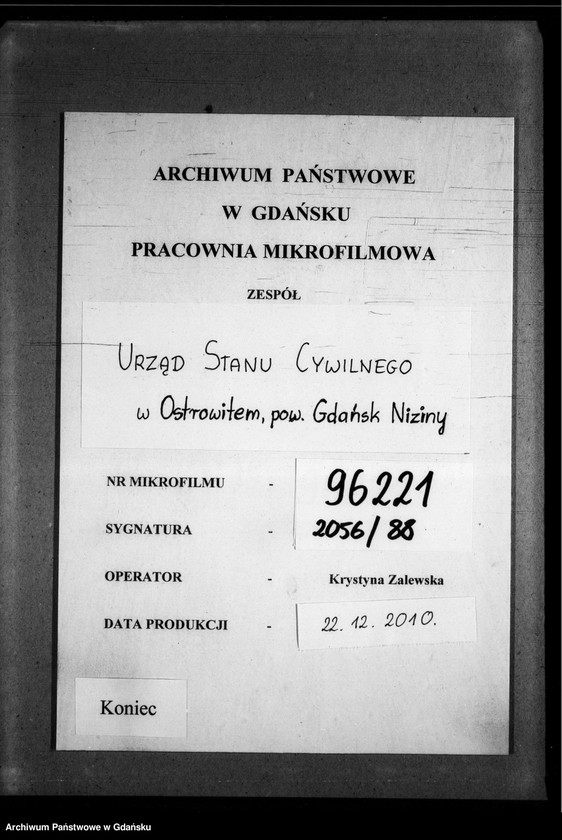 ARCHIWUM PAŃSTWOWE
W GDAŃSKU
PRACOWNIA MIKROFILMOWA
ZESPÓŁ
URZĄD STANU CYWILNEGO
w Ostrowitem, pow. Gdańsk Niziny
NR MIKROFILMU - 96221
SYGNATURA - 2056/88
OPERATOR - Krystyna Zalewska
DATA PRODUKCJI - 22.12.2010.
Koniec
Archiwum Państwowe w Gdańsku